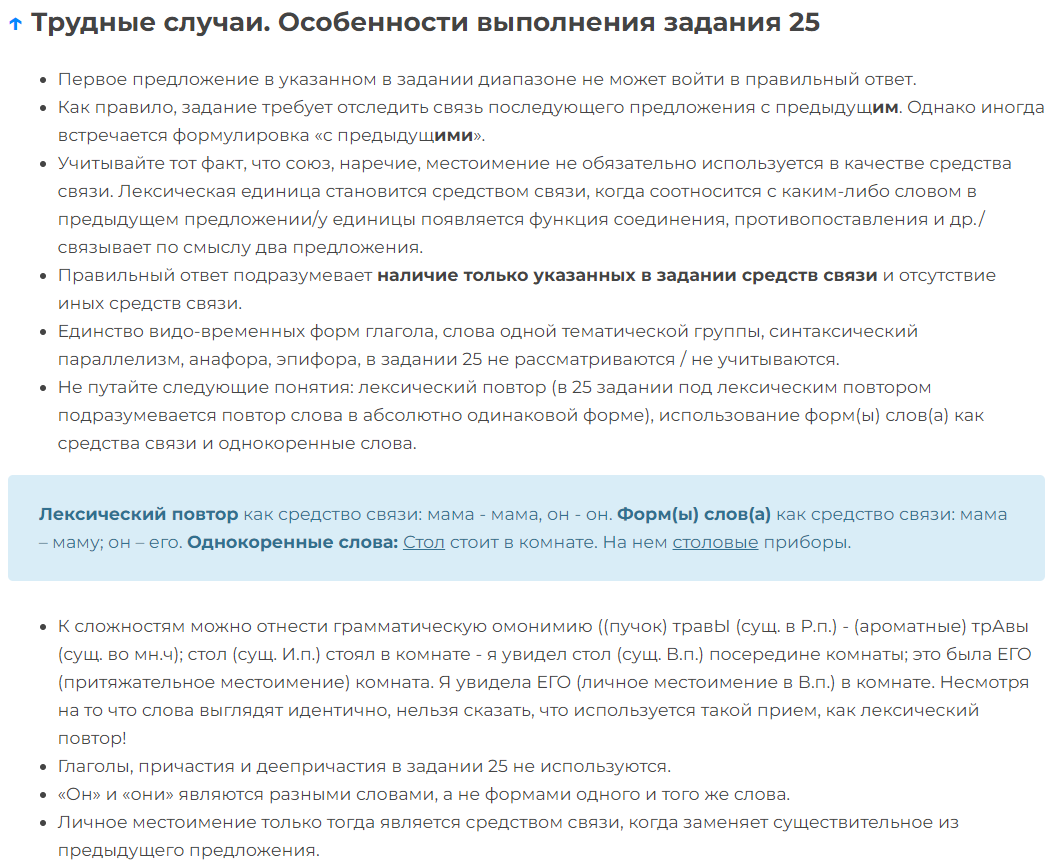 ↑ Трудные случаи. Особенности выполнения задания 25
• Первое предложение в указанном в задании диапазоне не может войти в правильный ответ.
• Как правило, задание требует отследить связь последующего предложения с предыдущим. Однако иногда
встречается формулировка «с предыдущими».
• Учитывайте тот факт, что союз, наречие, местоимение не обязательно используется в качестве средства
связи. Лексическая единица становится средством связи, когда соотносится с каким-либо словом в
предыдущем предложении/у единицы появляется функция соединения, противопоставления и др./
связывает по смыслу два предложения.
• Правильный ответ подразумевает наличие только указанных в задании средств связи и отсутствие
иных средств связи.
• Единство видо-временных форм глагола, слова одной тематической группы, синтаксический
параллелизм, анафора, эпифора, в задании 25 не рассматриваются / не учитываются.
• Не путайте следующие понятия: лексический повтор (в 25 задании под лексическим повтором
подразумевается повтор слова в абсолютно одинаковой форме), использование форм(ы) слов(а) как
средства связи и однокоренные слова.
Лексический повтор как средство связи: мама - мама, он - он. Форм(ы) слов(а) как средство связи: мама
– маму; он – его. Однокоренные слова: Стол стоит в комнате. На нем столовые приборы.
• К сложностям можно отнести грамматическую омонимию ((пучок) травЫ (сущ. в Р.п.) - (ароматные) трАвы
(сущ. во мн.ч); стол (сущ. И.п.) стоял в комнате - я увидел стол (сущ. В.п.) посередине комнаты; это была ЕГО
(притяжательное местоимение) комната. Я увидела ЕГО (личное местоимение в В.п.) в комнате. Несмотря
на то что слова выглядят идентично, нельзя сказать, что используется такой прием, как лексический
повтор!
• Глаголы, причастия и деепричастия в задании 25 не используются.
• «Он» и «они» являются разными словами, а не формами одного и того же слова.
• Личное местоимение только тогда является средством связи, когда заменяет существительное из
предыдущего предложения.